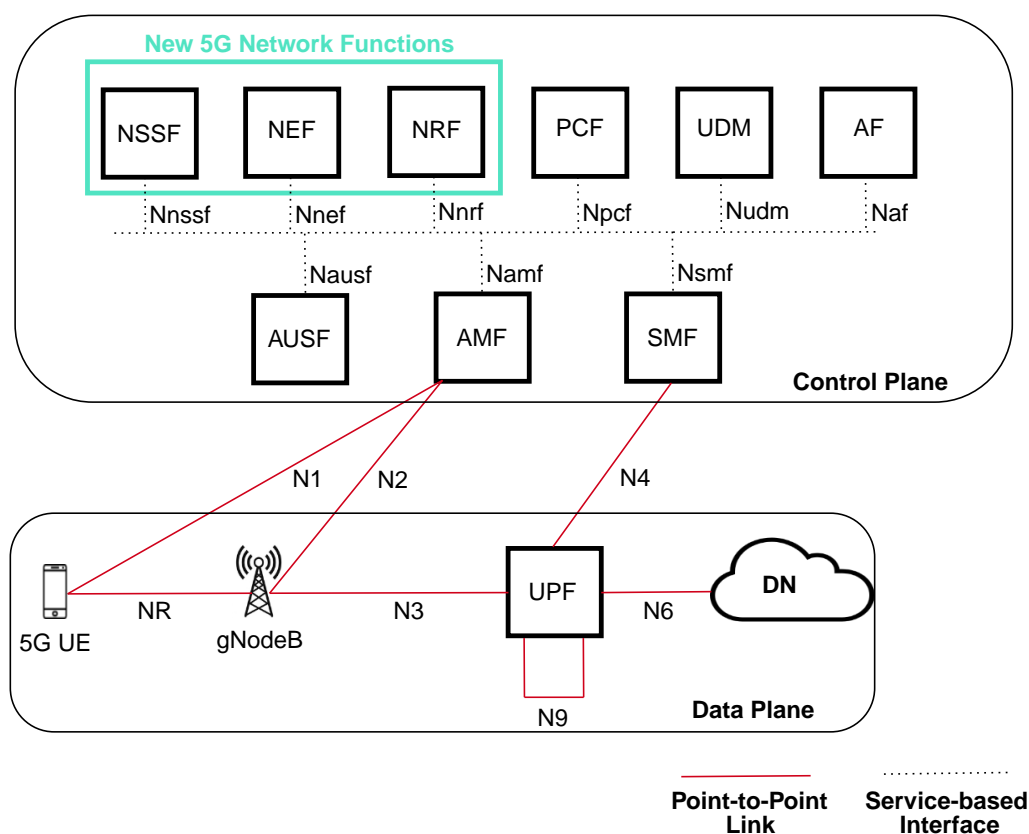 New 5G Network Functions
NSSF
NEF
NRF
PCF
UDM
AF
Nnssf
Nnef
Nnrf
Npcf
Nudm
Naf
Nausf
Namf
Nsmf
AUSF
AMF
SMF
Control Plane
N1
N2
N4
5G UE
NR
gNodeB
N3
UPF
N6
DN
N9
Data Plane
Point-to-Point
Link
Service-based
Interface